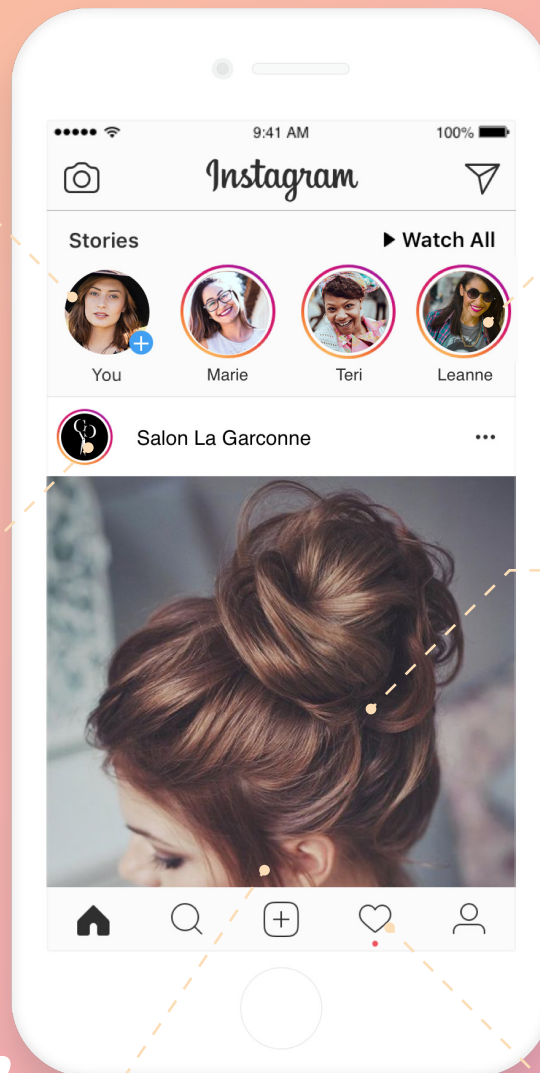 9:41 AM 100%
Instagram
Stories Watch All
You Marie Teri Leanne
Salon La Garconne